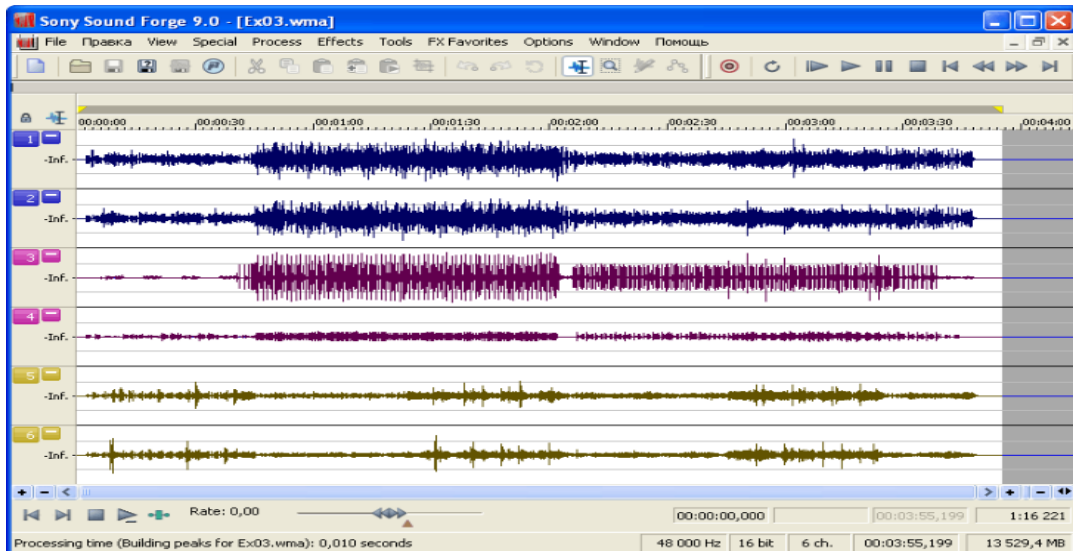 Sony Sound Forge 9.0 - [Ex03.wma]
File Правка View Special Process Effects Tools FX Favorites Options Window Помощь
00:00:00 00:00:30 00:01:00 00:01:30 00:02:00 00:02:30 00:03:00 00:03:30 00:04:00
1
-Inf.
2
-Inf.
3
-Inf.
4
-Inf.
5
-Inf.
6
-Inf.
Rate: 0,00 00:00:00,000 00:03:55,199 1:16 221
Processing time (Building peaks for Ex03.wma): 0,010 seconds 48 000 Hz 16 bit 6 ch. 00:03:55,199 13 529,4 MB